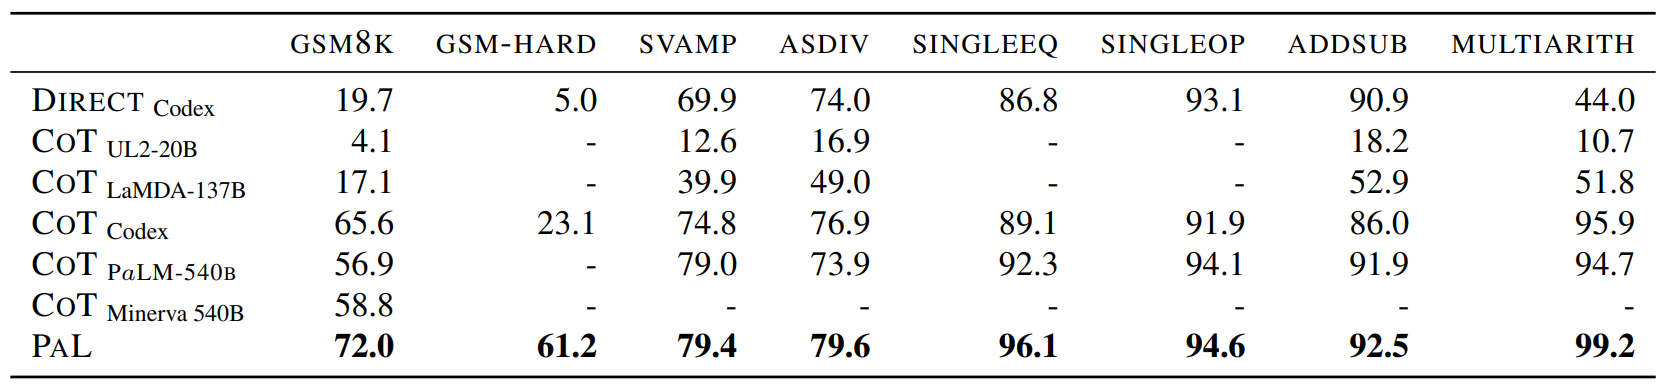 GSM8K GSM-HARD SVAMP ASDIV SINGLEEQ SINGLEOP ADDSUB MULTIARITH
DIRECT Codex 19.7 5.0 69.9 74.0 86.8 93.1 90.9 44.0
COT UL2-20B 4.1 - 12.6 16.9 - - 18.2 10.7
COT LaMDA-137B 17.1 - 39.9 49.0 - - 52.9 51.8
COT Codex 65.6 23.1 74.8 76.9 89.1 91.9 86.0 95.9
COT PaLM-540B 56.9 - 79.0 73.9 92.3 94.1 91.9 94.7
COT Minerva 540B 58.8 - - - - - - -
PAL 72.0 61.2 79.4 79.6 96.1 94.6 92.5 99.2